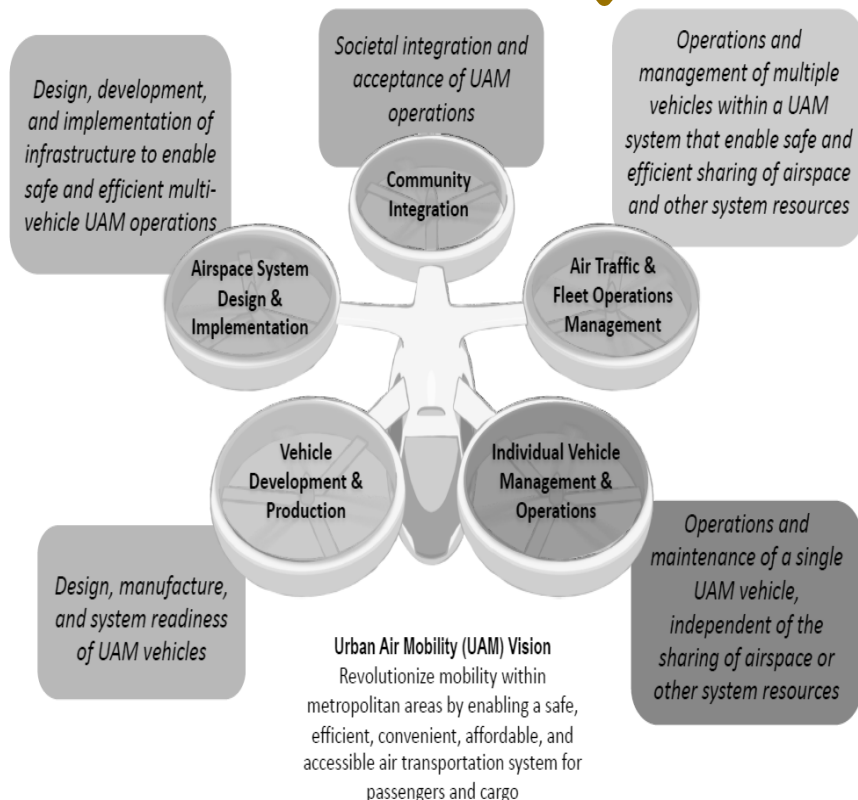 Societal integration and
acceptance of UAM
operations
Operations and
management of multiple
vehicles within a UAM
system that enable safe and
efficient sharing of airspace
and other system resources
Design, development,
and implementation of
infrastructure to enable
safe and efficient multi-
vehicle UAM operations
Community
Integration
Airspace System
Design &
Implementation
Air Traffic &
Fleet Operations
Management
Vehicle
Development &
Production
Individual Vehicle
Management &
Operations
Design, manufacture,
and system readiness
of UAM vehicles
Operations and
maintenance of a single
UAM vehicle,
independent of the
sharing of airspace or
other system resources
Urban Air Mobility (UAM) Vision
Revolutionize mobility within
metropolitan areas by enabling a safe,
efficient, convenient, affordable, and
accessible air transportation system for
passengers and cargo